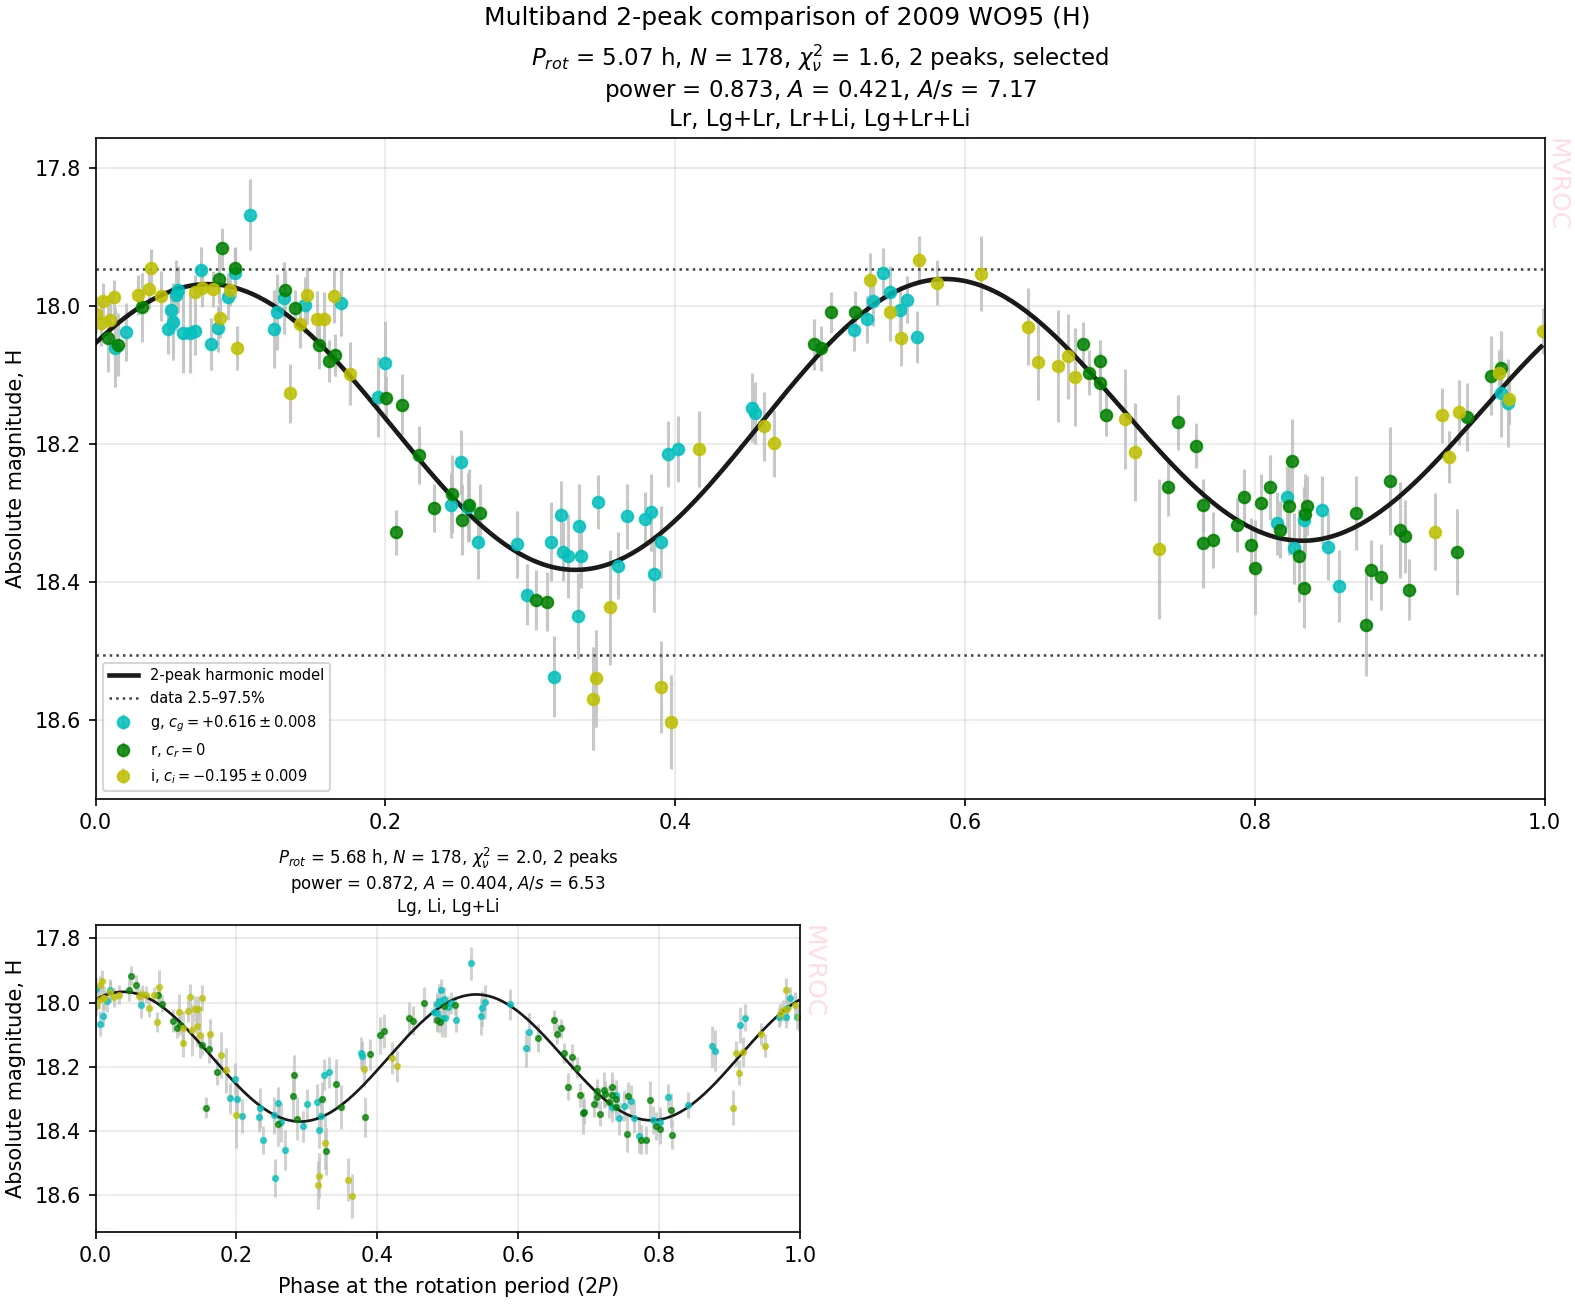 Multiband 2-peak comparison of 2009 WO95 (H)
P_rot = 5.07 h, N = 178, χ²_ν = 1.6, 2 peaks, selected
power = 0.873, A = 0.421, A/s = 7.17
Lr, Lg+Lr, Lr+Li, Lg+Lr+Li
MVROC
Absolute magnitude, H
17.8
18.0
18.2
18.4
18.6
2-peak harmonic model
data 2.5–97.5%
g, c_g = +0.616 ± 0.008
r, c_r = 0
i, c_i = −0.195 ± 0.009
0.0 0.2 0.4 0.6 0.8 1.0
P_rot = 5.68 h, N = 178, χ²_ν = 2.0, 2 peaks
power = 0.872, A = 0.404, A/s = 6.53
Lg, Li, Lg+Li
MVROC
Absolute magnitude, H
17.8
18.0
18.2
18.4
18.6
0.0 0.2 0.4 0.6 0.8 1.0
Phase at the rotation period (2P)